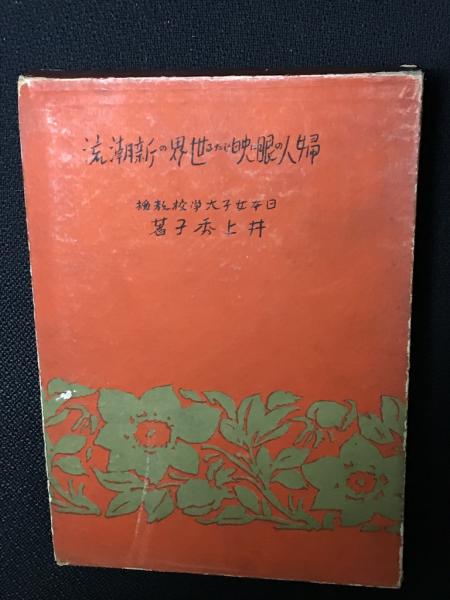 婦人の眼に映じたる世界の新潮流
日本女子大学校教授
井上秀子著